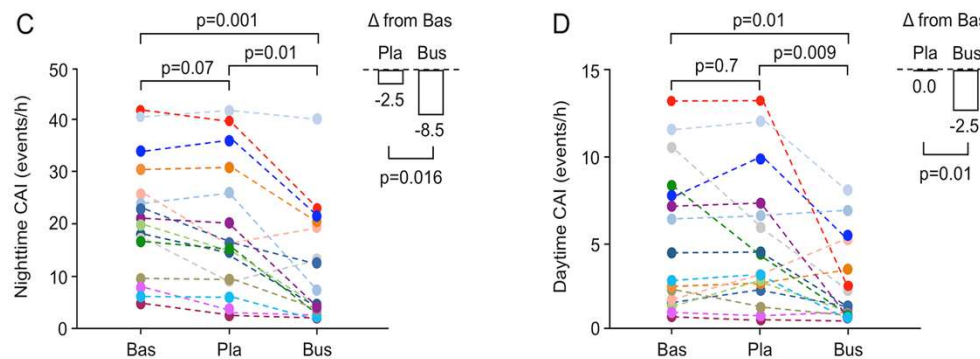 C
p=0.001
p=0.07
p=0.01
Nighttime CAI (events/h)
50
40
30
20
10
0
Bas Pla Bus
Δ from Bas
Pla Bus
-2.5
-8.5
p=0.016
D
p=0.01
p=0.7
p=0.009
Daytime CAI (events/h)
15
10
5
0
Bas Pla Bus
Δ from Bas
Pla Bus
0.0
-2.5
p=0.01